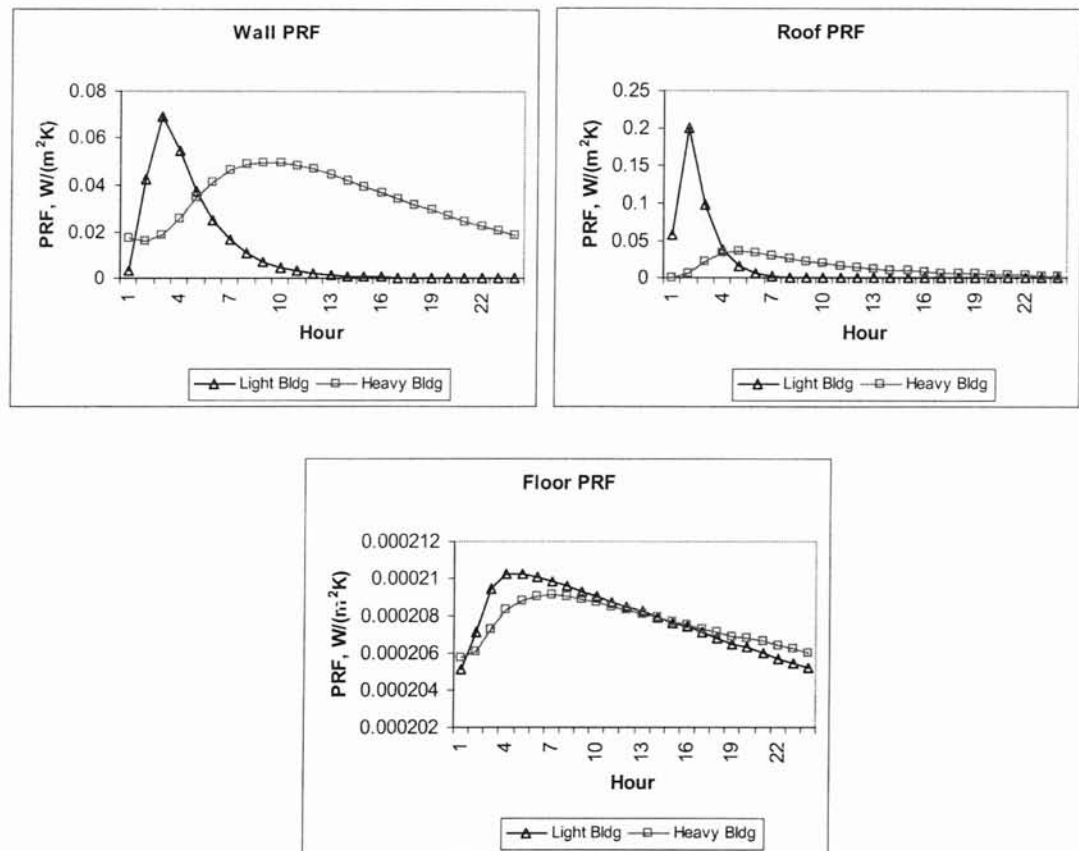 Wall PRF
0.08
0.06
0.04
0.02
0
PRF, W/(m²K)
1
4
7
10
13
16
19
22
Hour
Light Bldg
Heavy Bldg
Roof PRF
0.25
0.2
0.15
0.1
0.05
0
PRF, W/(m²K)
1
4
7
10
13
16
19
22
Hour
Light Bldg
Heavy Bldg
Floor PRF
0.000212
0.00021
0.000208
0.000206
0.000204
0.000202
PRF, W/(m²K)
1
4
7
10
13
16
19
22
Hour
Light Bldg
Heavy Bldg